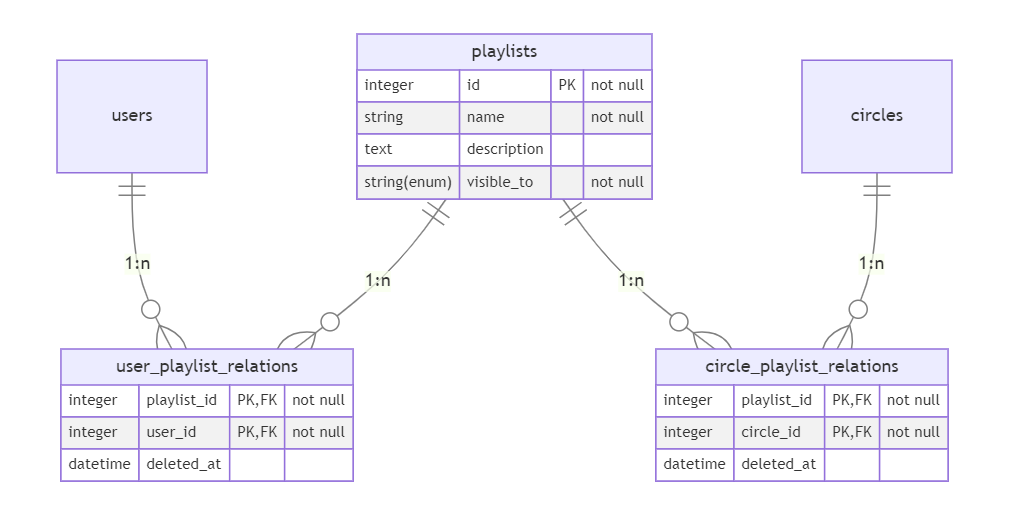 playlists
integer id PK not null
string name not null
text description
string(enum) visible_to not null
users
circles
1:n
1:n
1:n
1:n
user_playlist_relations
integer playlist_id PK,FK not null
integer user_id PK,FK not null
datetime deleted_at
circle_playlist_relations
integer playlist_id PK,FK not null
integer circle_id PK,FK not null
datetime deleted_at